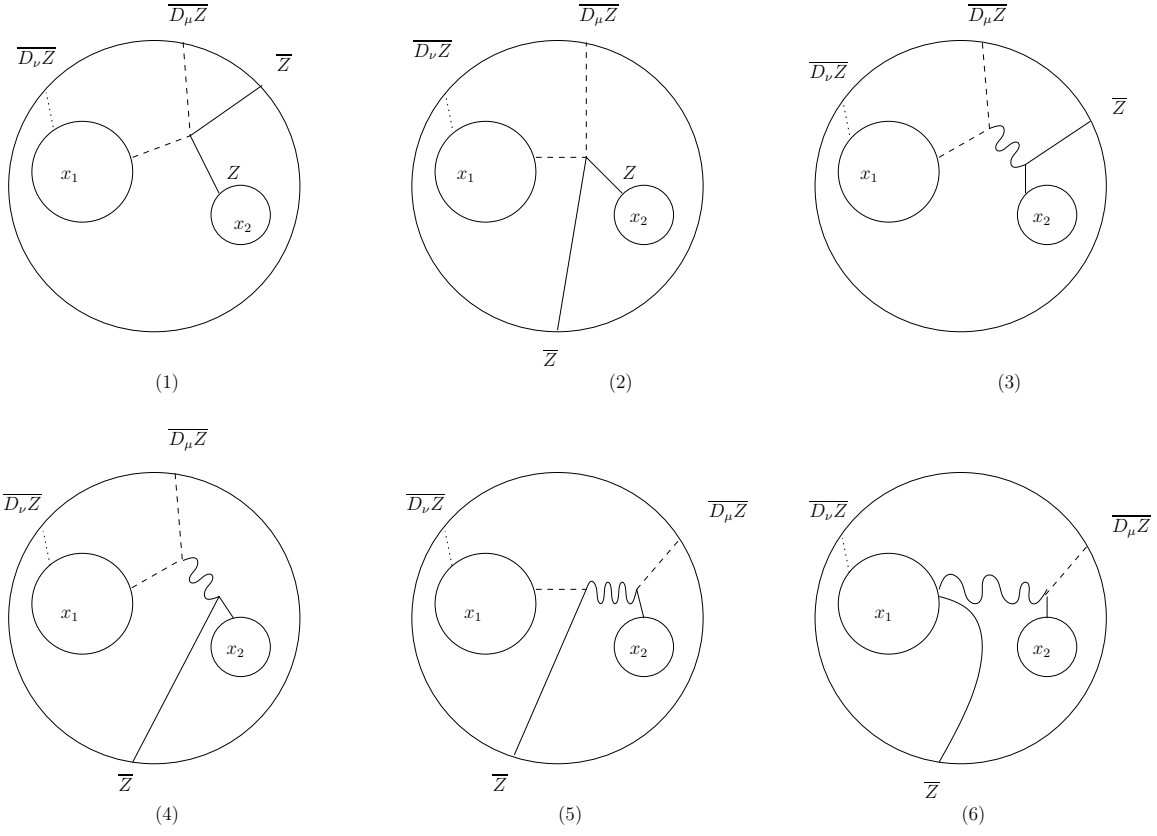 $\overline{D_\mu Z}$
$\overline{D_\nu Z}$
$\overline{Z}$
$x_1$
$Z$
$x_2$
(1)
$\overline{D_\mu Z}$
$\overline{D_\nu Z}$
$x_1$
$Z$
$x_2$
$\overline{Z}$
(2)
$\overline{D_\mu Z}$
$\overline{D_\nu Z}$
$\overline{Z}$
$x_1$
$x_2$
(3)
$\overline{D_\mu Z}$
$\overline{D_\nu Z}$
$x_1$
$x_2$
$\overline{Z}$
(4)
$\overline{D_\nu Z}$
$\overline{D_\mu Z}$
$x_1$
$x_2$
$\overline{Z}$
(5)
$\overline{D_\nu Z}$
$\overline{D_\mu Z}$
$x_1$
$x_2$
$\overline{Z}$
(6)